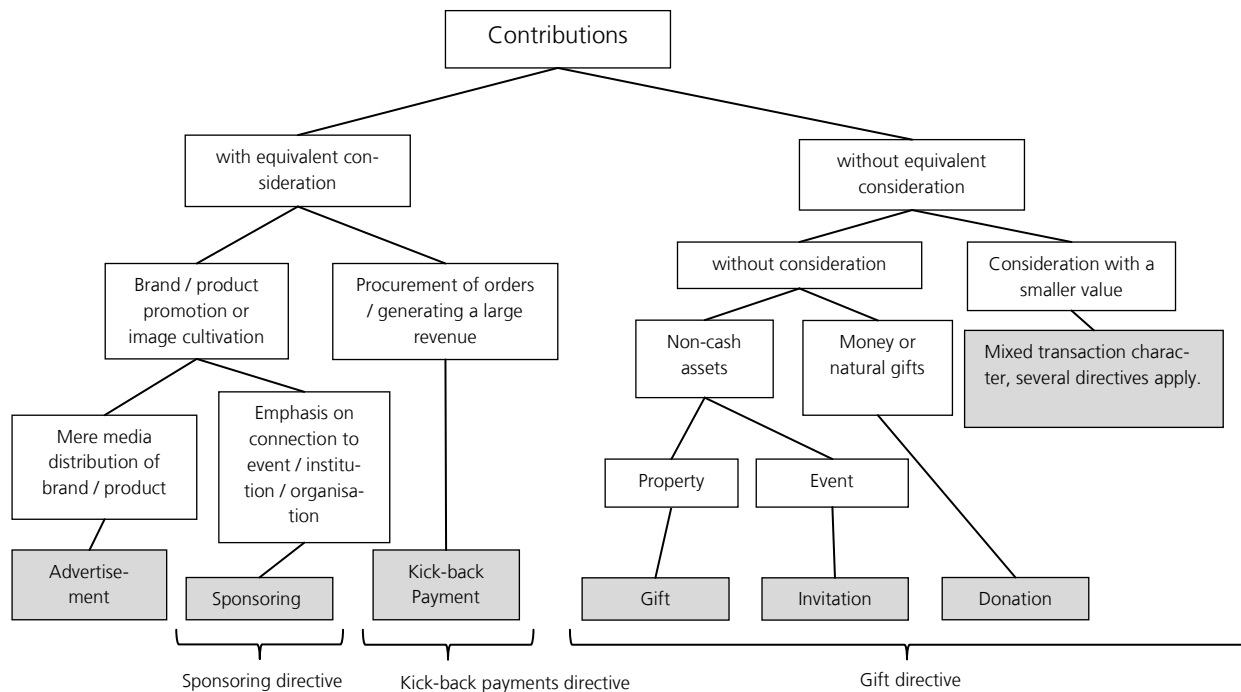 Contributions
with equivalent con-
sideration
without equivalent
consideration
without consideration
Consideration with a
smaller value
Brand / product
promotion or
image cultivation
Procurement of orders
/ generating a large
revenue
Non-cash
assets
Money or
natural gifts
Mixed transaction charac-
ter, several directives apply.
Mere media
distribution of
brand / product
Emphasis on
connection to
event / institu-
tion / organisa-
tion
Property
Event
Advertise-
ment
Sponsoring
Kick-back
Payment
Gift
Invitation
Donation
Sponsoring directive
Kick-back payments directive
Gift directive